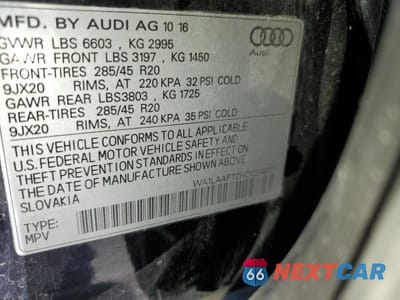 MFD. BY AUDI AG 10 16
GVWR LBS 6603 , KG 2995
GAWR FRONT LBS 3197 , KG 1450
FRONT-TIRES 285/45 R20
9JX20 RIMS, AT 220 KPA 32 PSI COLD
GAWR REAR LBS3803 , KG 1725
REAR-TIRES 285/45 R20
9JX20 RIMS, AT 240 KPA 35 PSI COLD
Audi
THIS VEHICLE CONFORMS TO ALL APPLICABLE
U.S. FEDERAL MOTOR VEHICLE SAFETY AND
THEFT PREVENTION STANDARDS IN EFFECT ON
THE DATE OF MANUFACTURE SHOWN ABOVE
SLOVAKIA
TYPE:
MPV
66 NEXTCAR